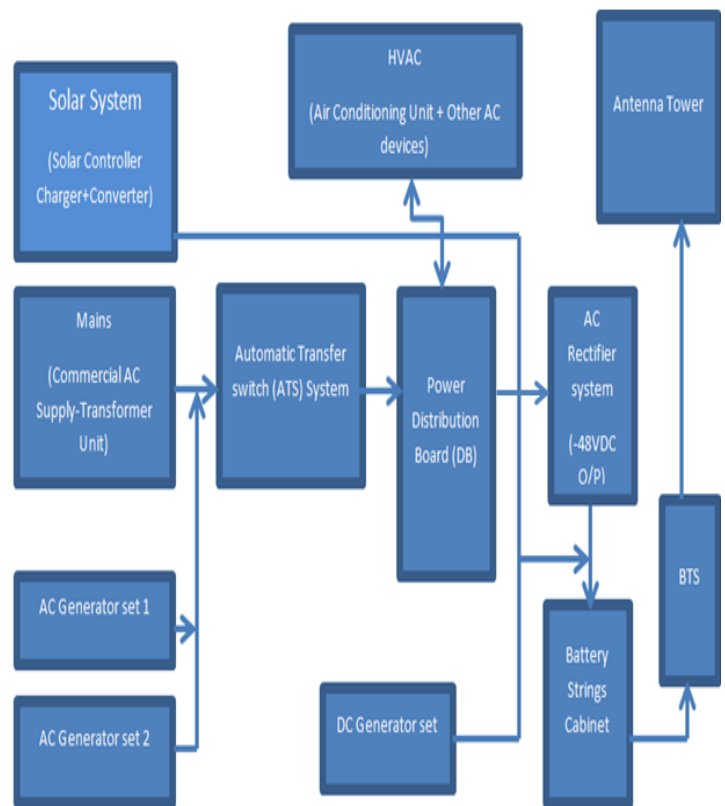 Solar System
(Solar Controller
Charger+Converter)
HVAC
(Air Conditioning Unit + Other AC
devices)
Antenna Tower
Mains
(Commercial AC
Supply-Transformer
Unit)
Automatic Transfer
switch (ATS) System
Power
Distribution
Board (DB)
AC
Rectifier
system
(-48VDC
O/P)
AC Generator set 1
AC Generator set 2
DC Generator set
Battery
Strings
Cabinet
BTS